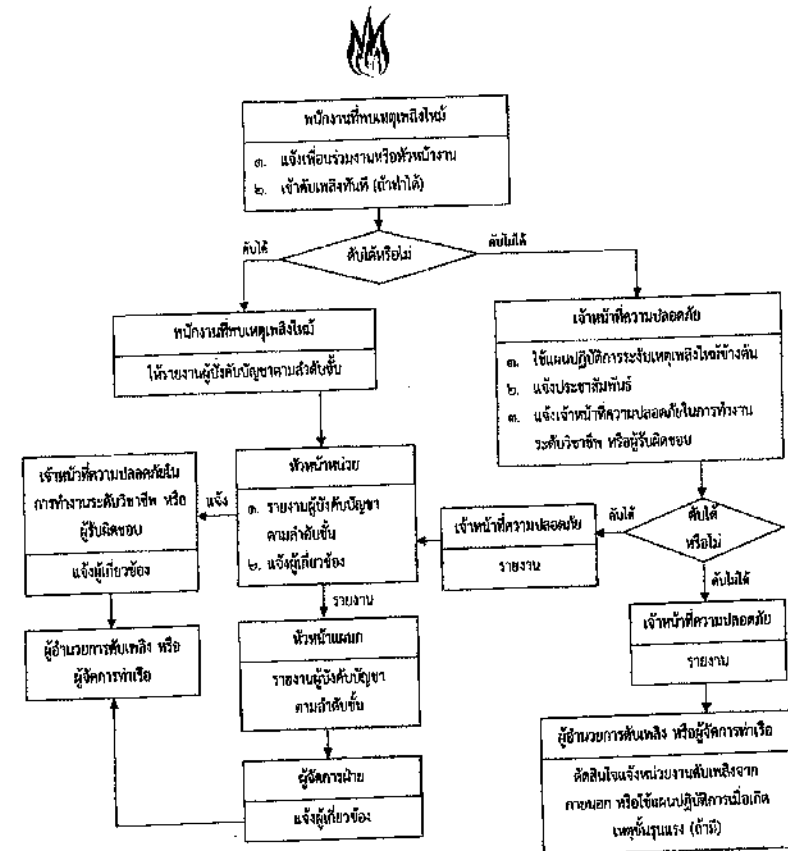 พนักงานที่พบเหตุเพลิงไหม้
๑. แจ้งเพื่อนร่วมงานหรือหัวหน้างาน
๒. เข้าดับเพลิงทันที (ถ้าทำได้)
ดับได้
ดับได้หรือไม่
ดับไม่ได้
พนักงานที่พบเหตุเพลิงไหม้
ให้รายงานผู้บังคับบัญชาตามลำดับชั้น
เจ้าหน้าที่ความปลอดภัย
๑. ใช้แผนปฏิบัติการระงับเหตุเพลิงไหม้ข้างต้น
๒. แจ้งประชาสัมพันธ์
๓. แจ้งเจ้าหน้าที่ความปลอดภัยในการทำงาน
ระดับวิชาชีพ หรือผู้รับผิดชอบ
เจ้าหน้าที่ความปลอดภัยใน
การทำงานระดับวิชาชีพ หรือ
ผู้รับผิดชอบ
แจ้งผู้เกี่ยวข้อง
แจ้ง
หัวหน้าหน่วย
๑. รายงานผู้บังคับบัญชา
ตามลำดับชั้น
๒. แจ้งผู้เกี่ยวข้อง
เจ้าหน้าที่ความปลอดภัย
รายงาน
ดับได้
ดับได้
หรือไม่
ดับไม่ได้
รายงาน
ผู้อำนวยการดับเพลิง หรือ
ผู้จัดการท่าเรือ
หัวหน้าแผนก
รายงานผู้บังคับบัญชา
ตามลำดับชั้น
เจ้าหน้าที่ความปลอดภัย
รายงาน
ผู้จัดการฝ่าย
แจ้งผู้เกี่ยวข้อง
ผู้อำนวยการดับเพลิง หรือผู้จัดการท่าเรือ
ตัดสินใจแจ้งหน่วยงานดับเพลิงจาก
ภายนอก หรือใช้แผนปฏิบัติการเมื่อเกิด
เหตุขั้นรุนแรง (ถ้ามี)